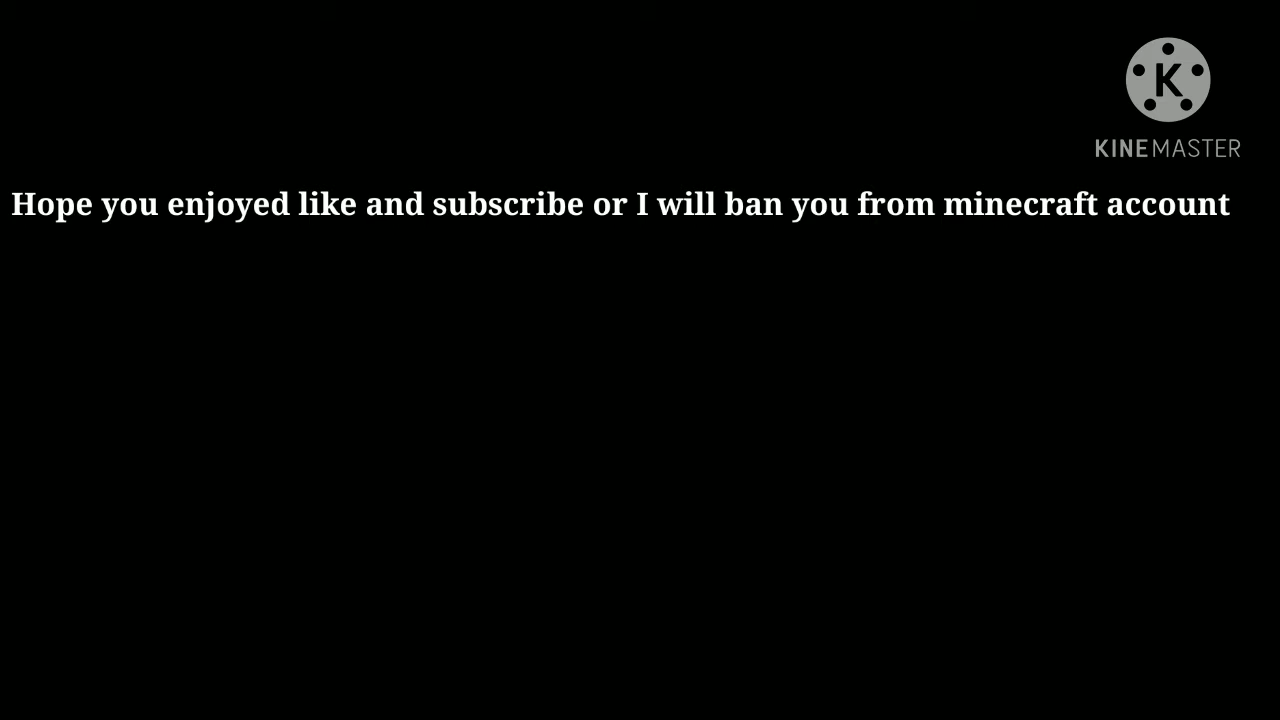 K
KINEMASTER
Hope you enjoyed like and subscribe or I will ban you from minecraft account